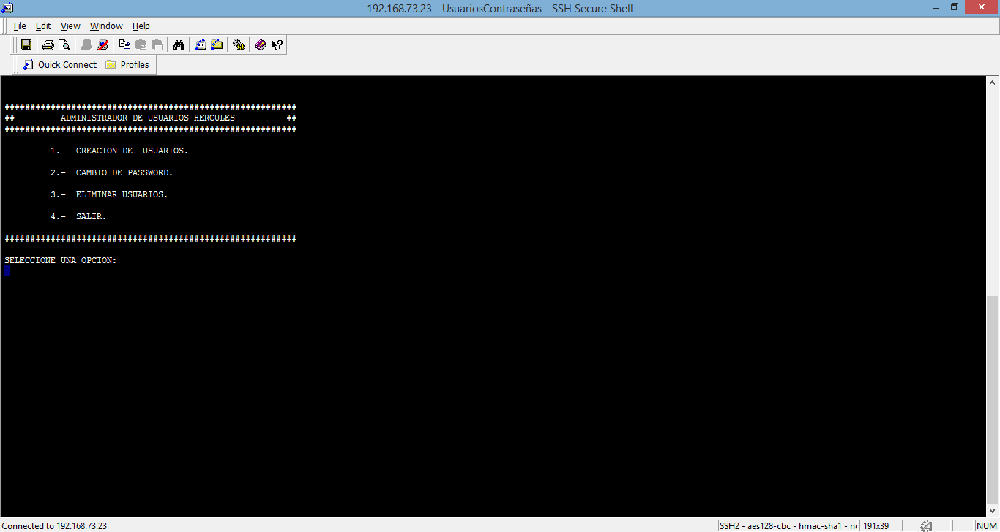 192.168.73.23 - UsuariosContraseñas - SSH Secure Shell
File Edit View Window Help
Quick Connect Profiles
#########################################################
## ADMINISTRADOR DE USUARIOS HERCULES ##
#########################################################
1.- CREACION DE  USUARIOS.
2.- CAMBIO DE PASSWORD.
3.- ELIMINAR USUARIOS.
4.- SALIR.
#########################################################
SELECCIONE UNA OPCION:
Connected to 192.168.73.23 SSH2 - aes128-cbc - hmac-sha1 - 191x39 NUM